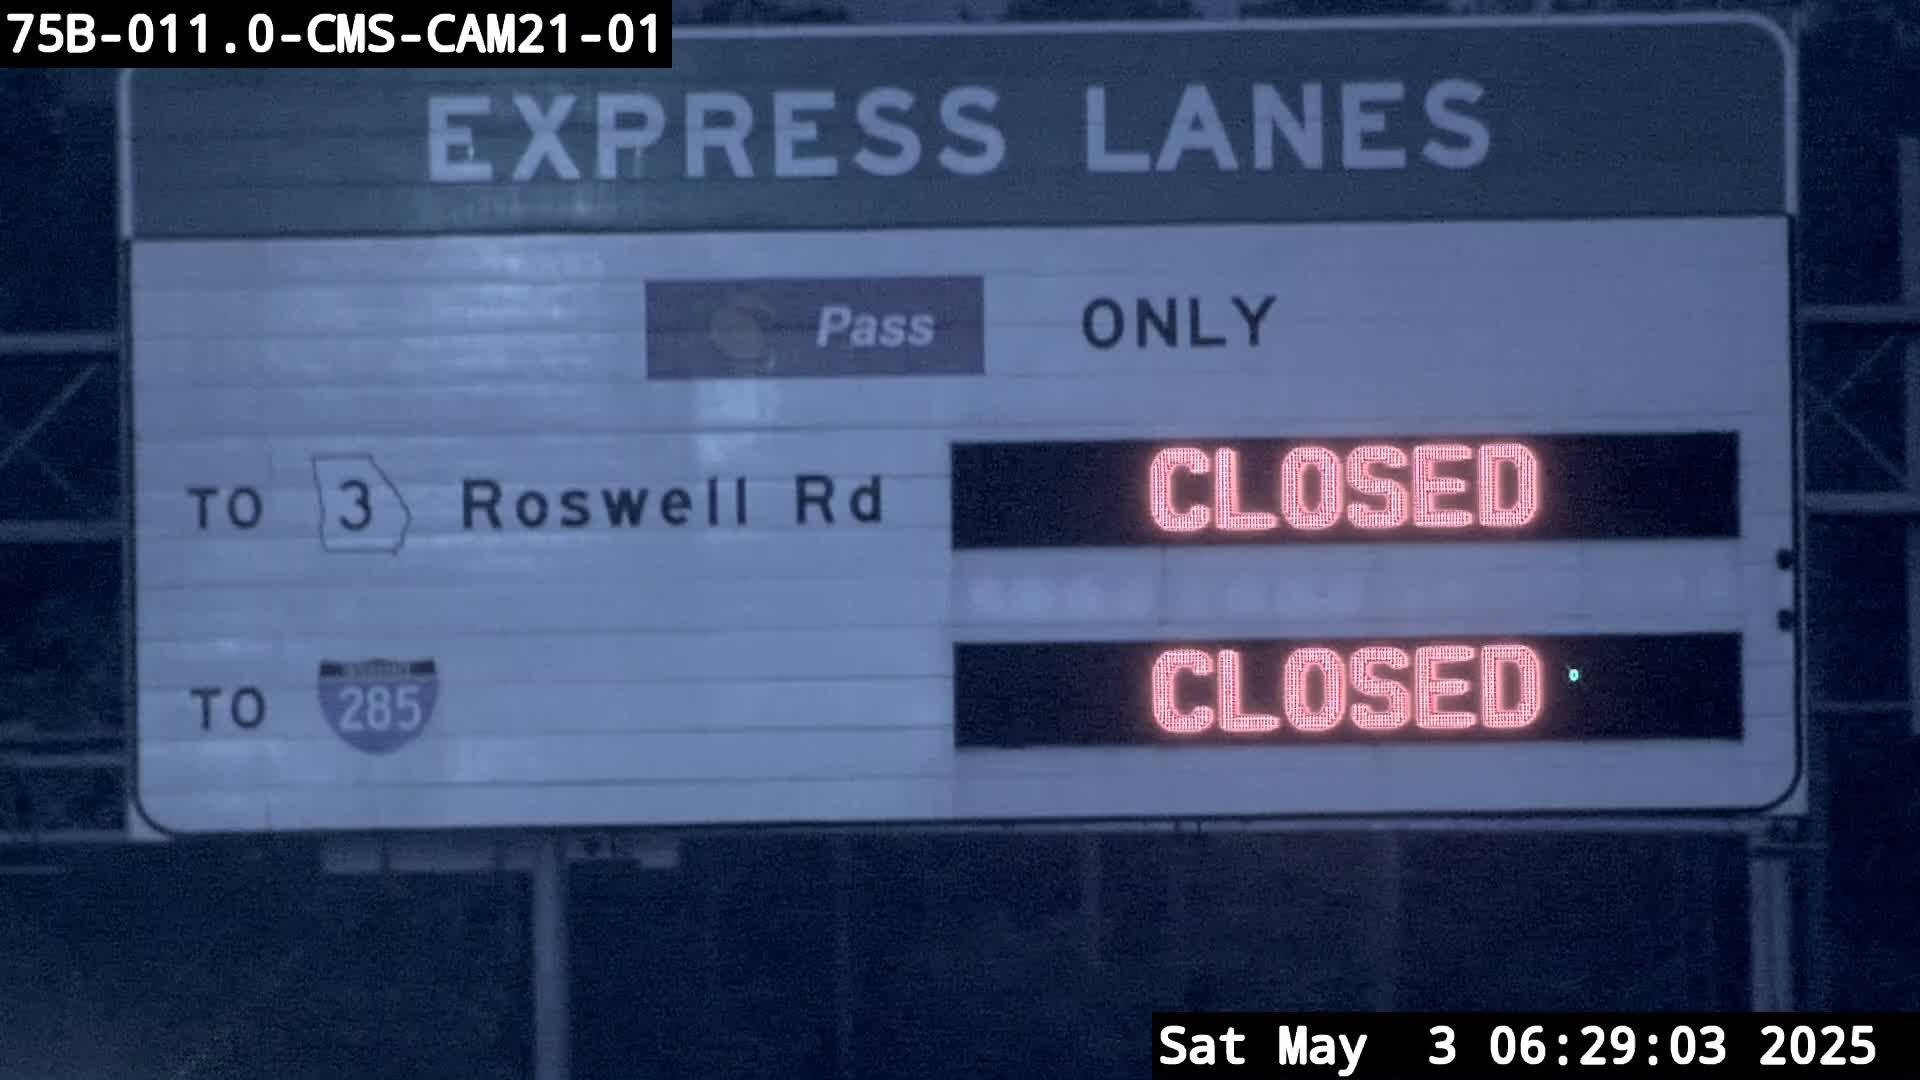 75B-011.0-CMS-CAM21-01
EXPRESS LANES
Pass ONLY
TO 3 Roswell Rd CLOSED
TO 285 CLOSED
Sat May 3 06:29:03 2025